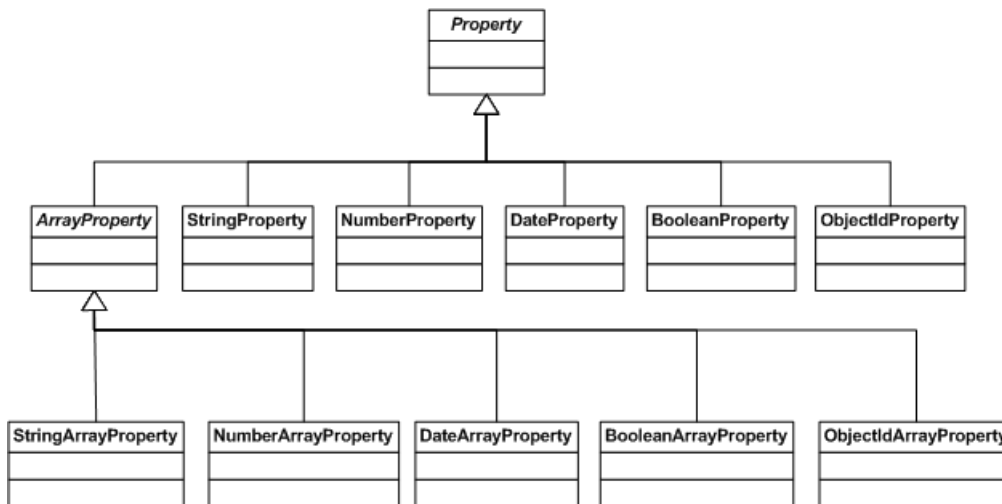 Property
ArrayProperty
StringProperty
NumberProperty
DateProperty
BooleanProperty
ObjectIdProperty
StringArrayProperty
NumberArrayProperty
DateArrayProperty
BooleanArrayProperty
ObjectIdArrayProperty